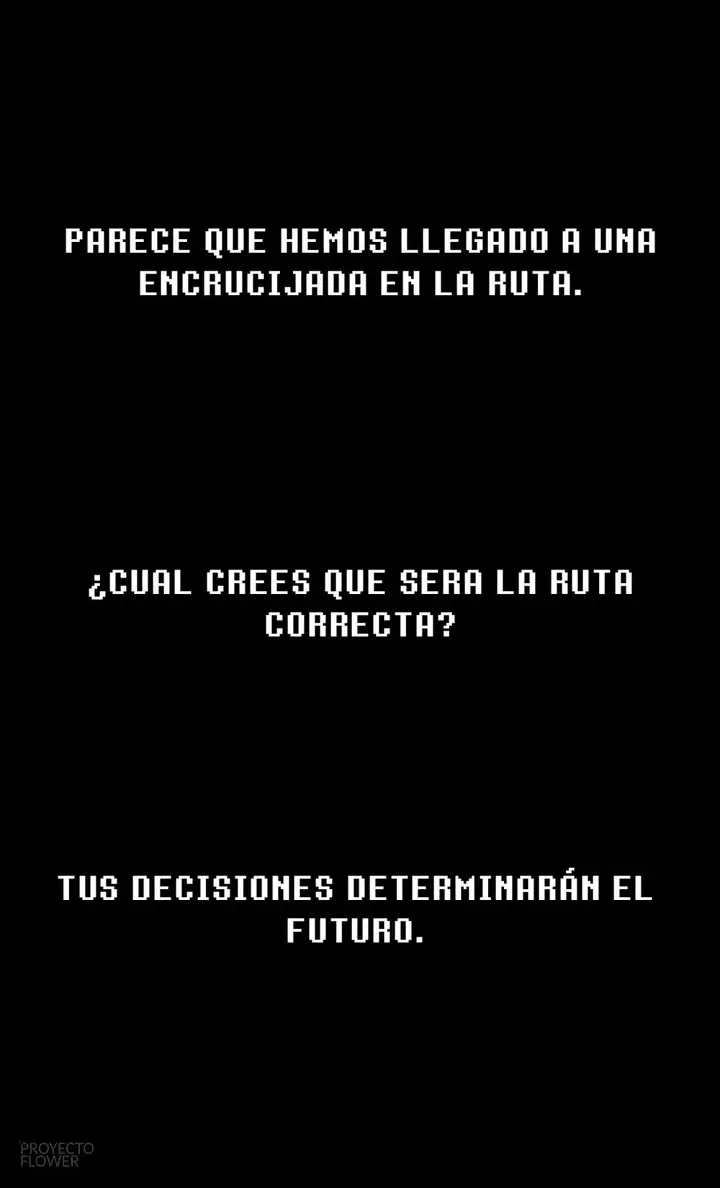 PARECE QUE HEMOS LLEGADO A UNA
ENCRUCIJADA EN LA RUTA.
¿CUAL CREES QUE SERA LA RUTA
CORRECTA?
TUS DECISIONES DETERMINARÁN EL
FUTURO.
PROYECTO
FLOWER